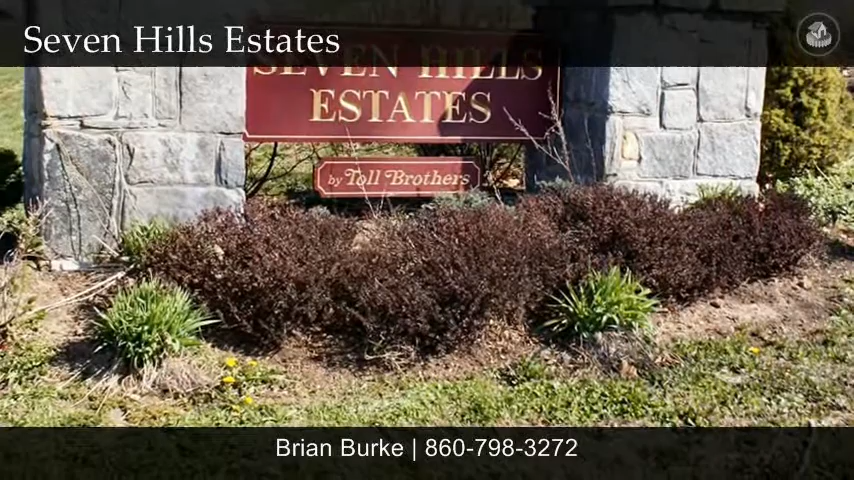 Seven Hills Estates
SEVEN HILLS
ESTATES
by Toll Brothers
Brian Burke | 860-798-3272